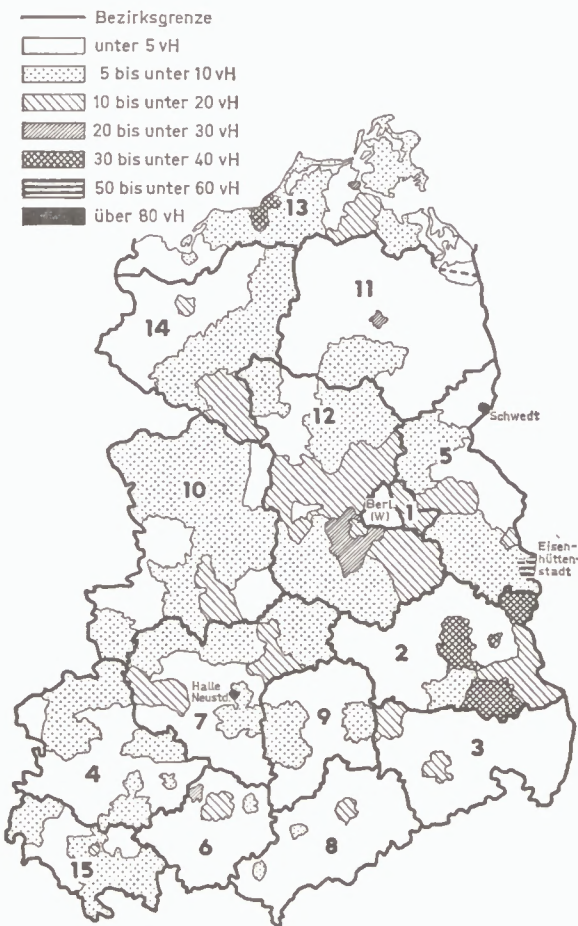 Bezirksgrenze
unter 5 vH
5 bis unter 10 vH
10 bis unter 20 vH
20 bis unter 30 vH
30 bis unter 40 vH
50 bis unter 60 vH
über 80 vH
13
11
14
12
Schwedt
5
10
Berl.
(W)
1
Eisen-
hütten-
stadt
2
Halle
Neustd.
7
9
3
4
6
8
15